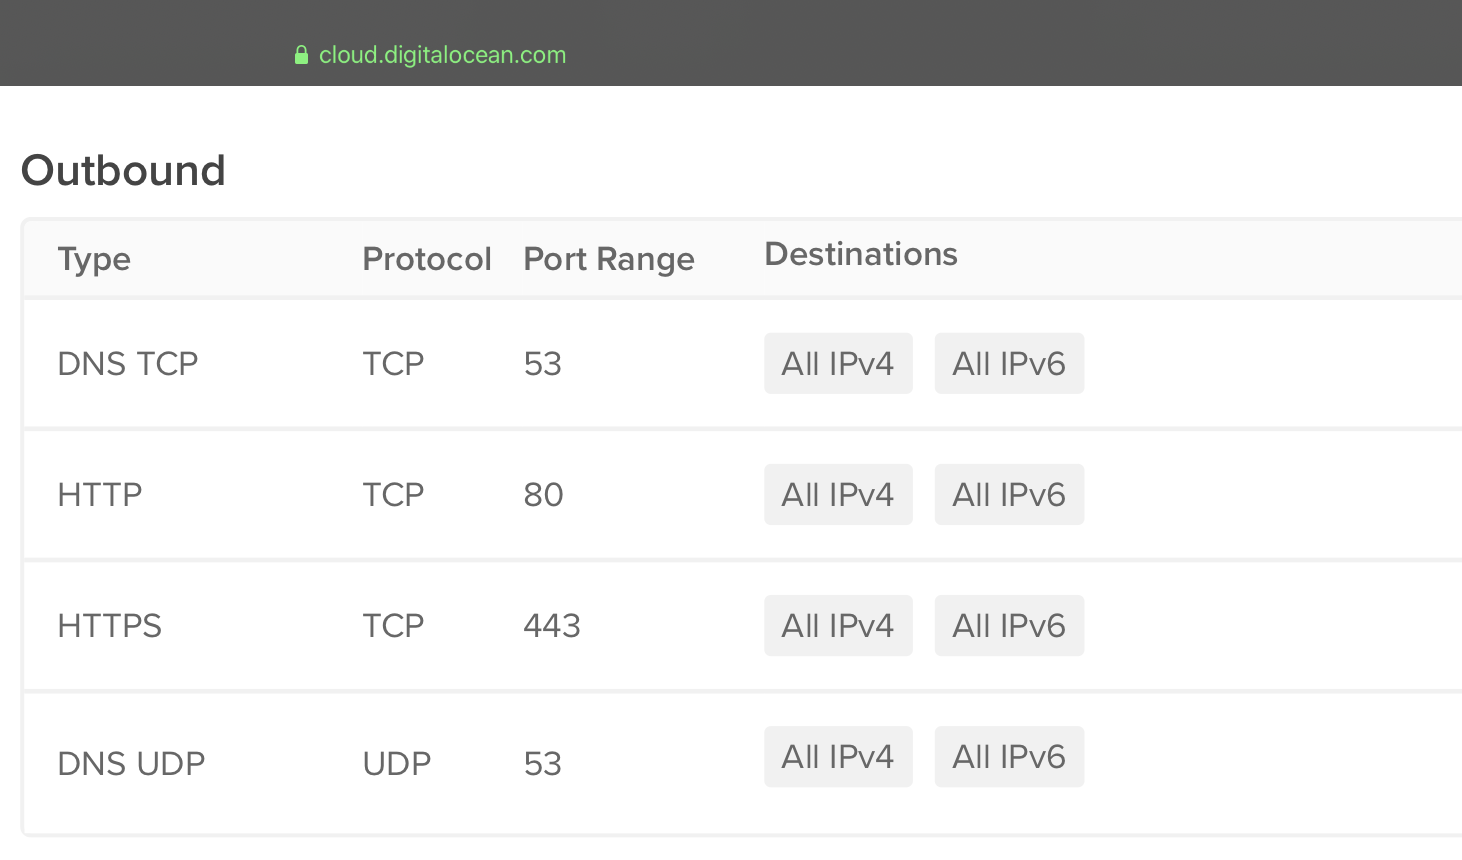 cloud.digitalocean.com
Outbound
Type Protocol Port Range Destinations
DNS TCP TCP 53 All IPv4 All IPv6
HTTP TCP 80 All IPv4 All IPv6
HTTPS TCP 443 All IPv4 All IPv6
DNS UDP UDP 53 All IPv4 All IPv6